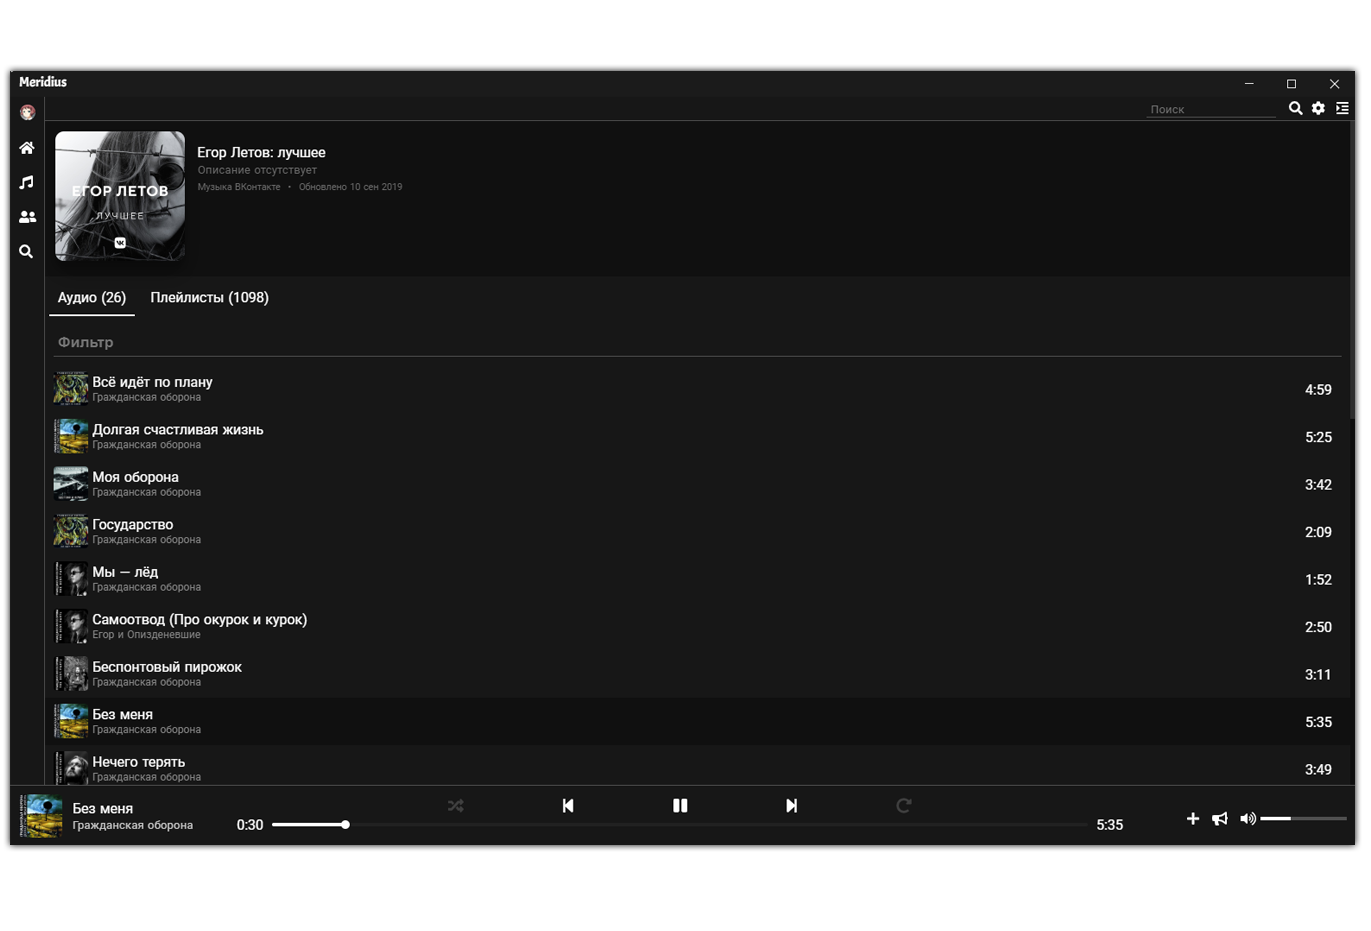 Meridius
Поиск
ЕГОР ЛЕТОВ
ЛУЧШЕЕ
Егор Летов: лучшее
Описание отсутствует
Музыка ВКонтакте • Обновлено 10 сен 2019
Аудио (26) Плейлисты (1098)
Фильтр
Всё идёт по плану
Гражданская оборона
4:59
Долгая счастливая жизнь
Гражданская оборона
5:25
Моя оборона
Гражданская оборона
3:42
Государство
Гражданская оборона
2:09
Мы — лёд
Гражданская оборона
1:52
Самоотвод (Про окурок и курок)
Егор и Опизденевшие
2:50
Беспонтовый пирожок
Гражданская оборона
3:11
Без меня
Гражданская оборона
5:35
Нечего терять
Гражданская оборона
3:49
Без меня
Гражданская оборона
0:30
5:35